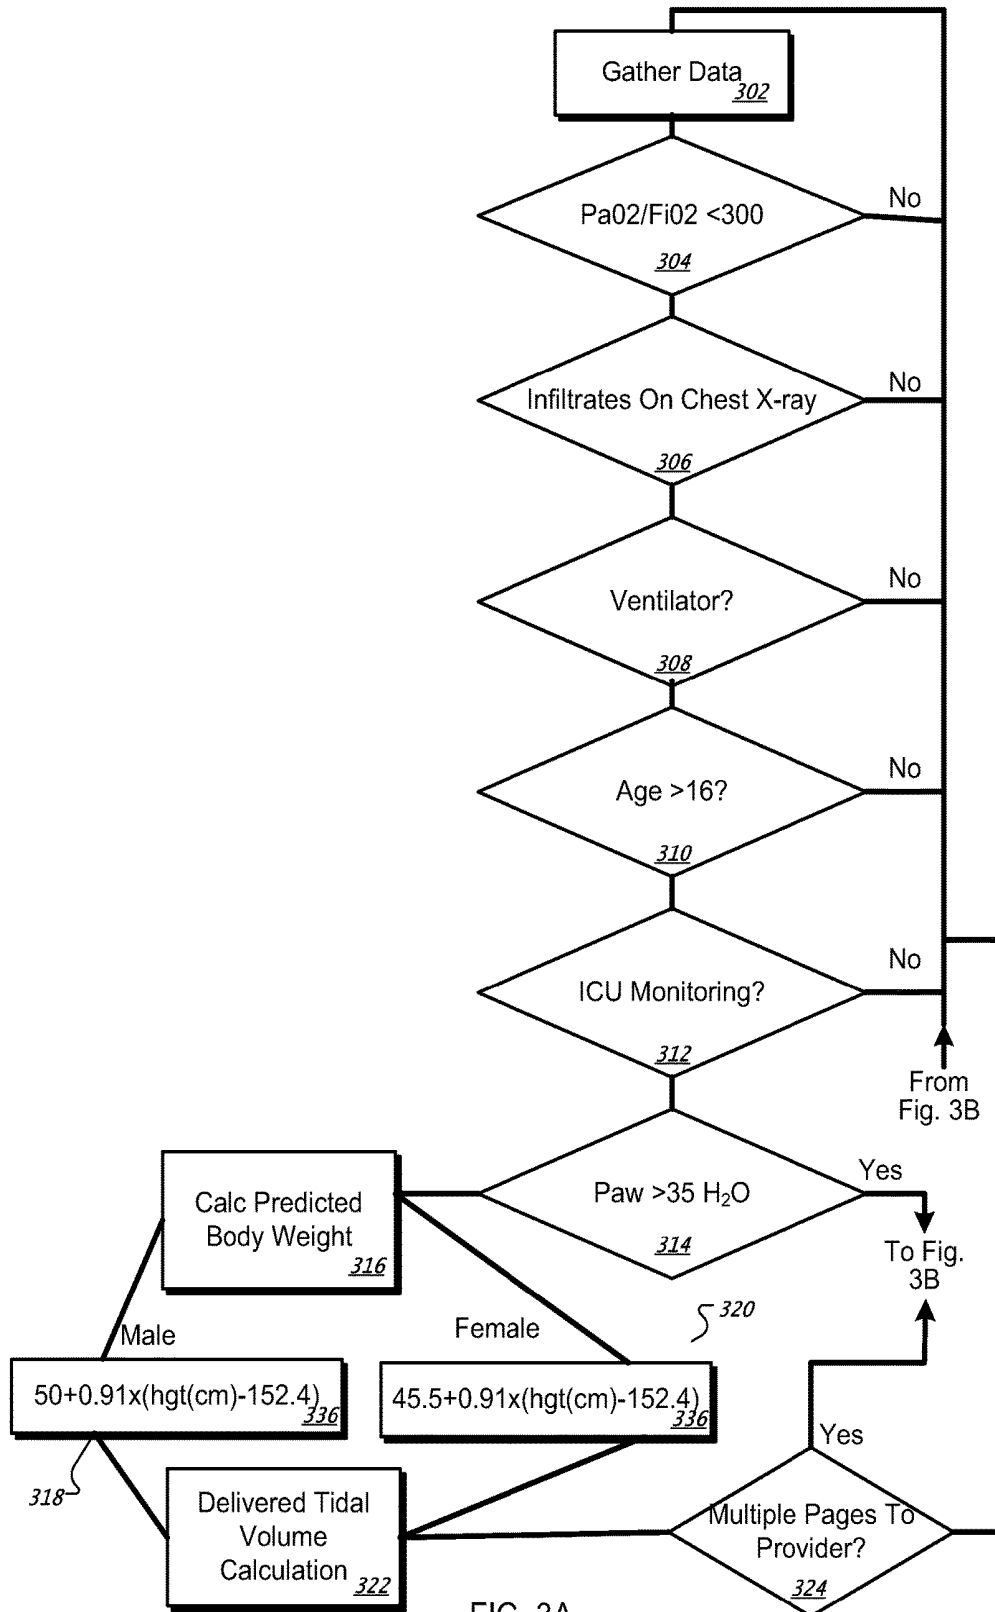 Gather Data
302
Pa02/Fi02 <300
No
304
Infiltrates On Chest X-ray
No
306
Ventilator?
No
308
Age >16?
No
310
ICU Monitoring?
No
312
From
Fig. 3B
Paw >35 H₂O
Yes
314
To Fig.
3B
Calc Predicted
Body Weight
316
Male
Female
320
50+0.91x(hgt(cm)-152.4)
336
45.5+0.91x(hgt(cm)-152.4)
336
318
Delivered Tidal
Volume
Calculation
322
Yes
Multiple Pages To
Provider?
324
FIG. 3A